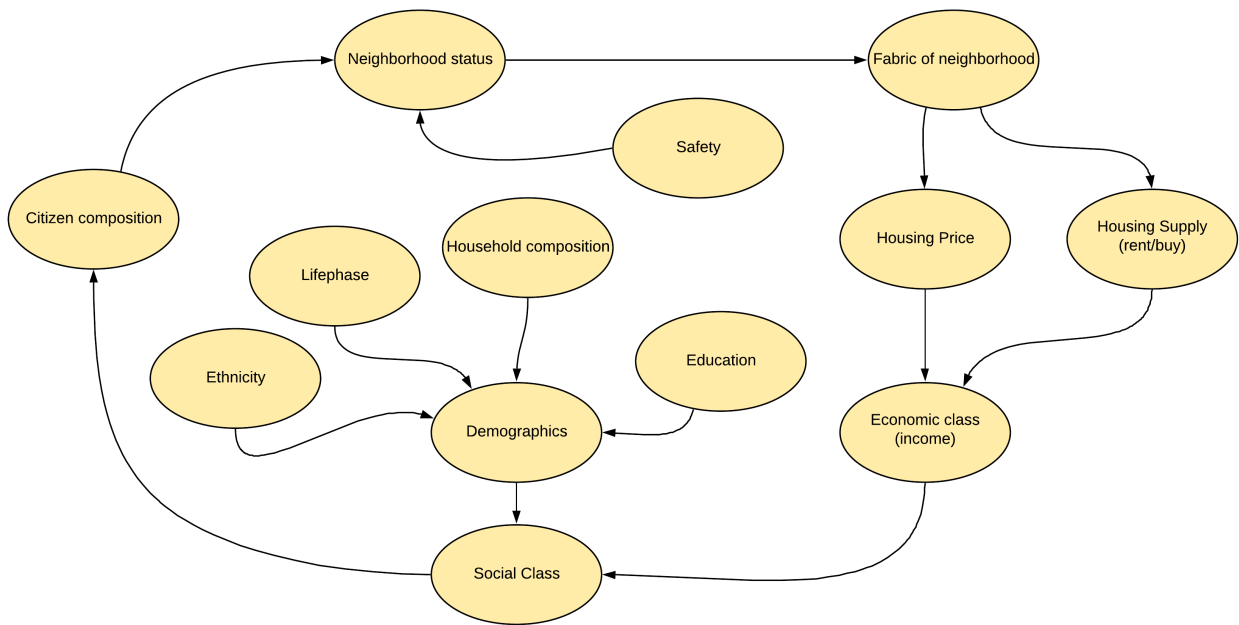 Neighborhood status
Fabric of neighborhood
Safety
Citizen composition
Household composition
Lifephase
Housing Price
Housing Supply
(rent/buy)
Ethnicity
Education
Demographics
Economic class
(income)
Social Class